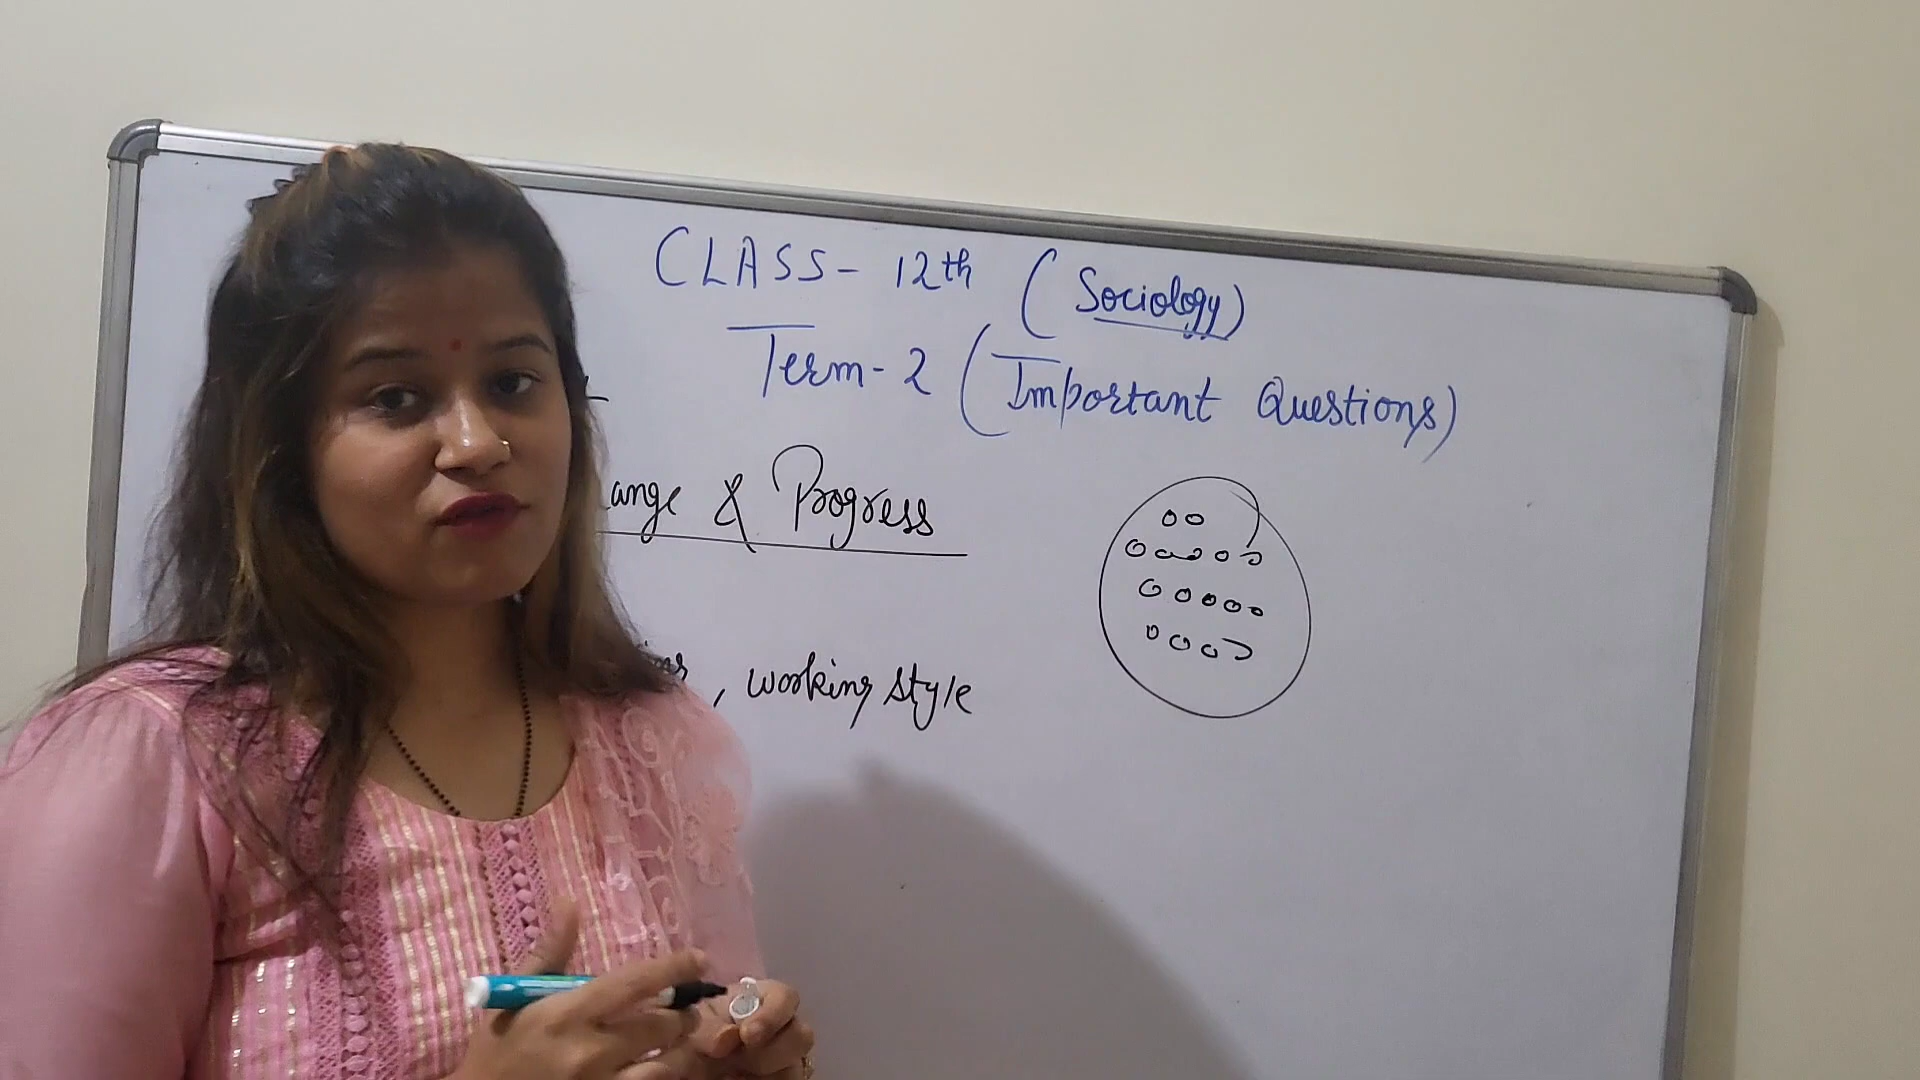 CLASS - 12th (Sociology)
Term - 2 (Important Questions)
ange & Progress
, working style